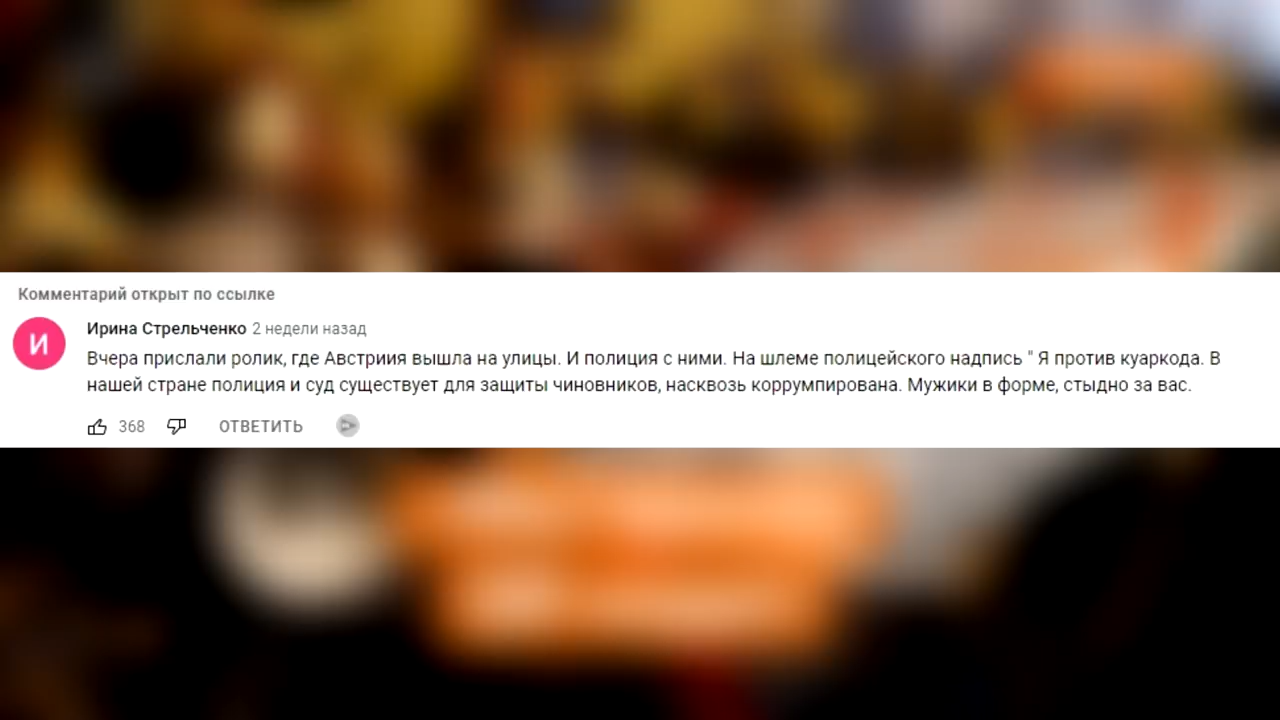 Комментарий открыт по ссылке
И
Ирина Стрельченко 2 недели назад
Вчера прислали ролик, где Австриия вышла на улицы. И полиция с ними. На шлеме полицейского надпись " Я против куаркода. В
нашей стране полиция и суд существует для защиты чиновников, насквозь коррумпирована. Мужики в форме, стыдно за вас.
368 ОТВЕТИТЬ